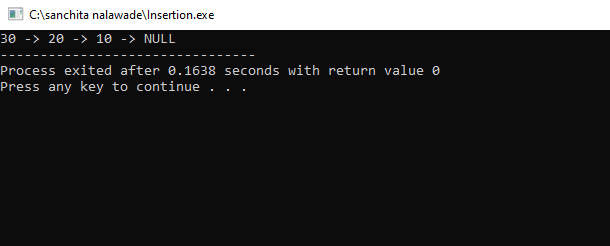 C:\sanchita nalawade\Insertion.exe
30 -> 20 -> 10 -> NULL
--------------------------------
Process exited after 0.1638 seconds with return value 0
Press any key to continue . . .